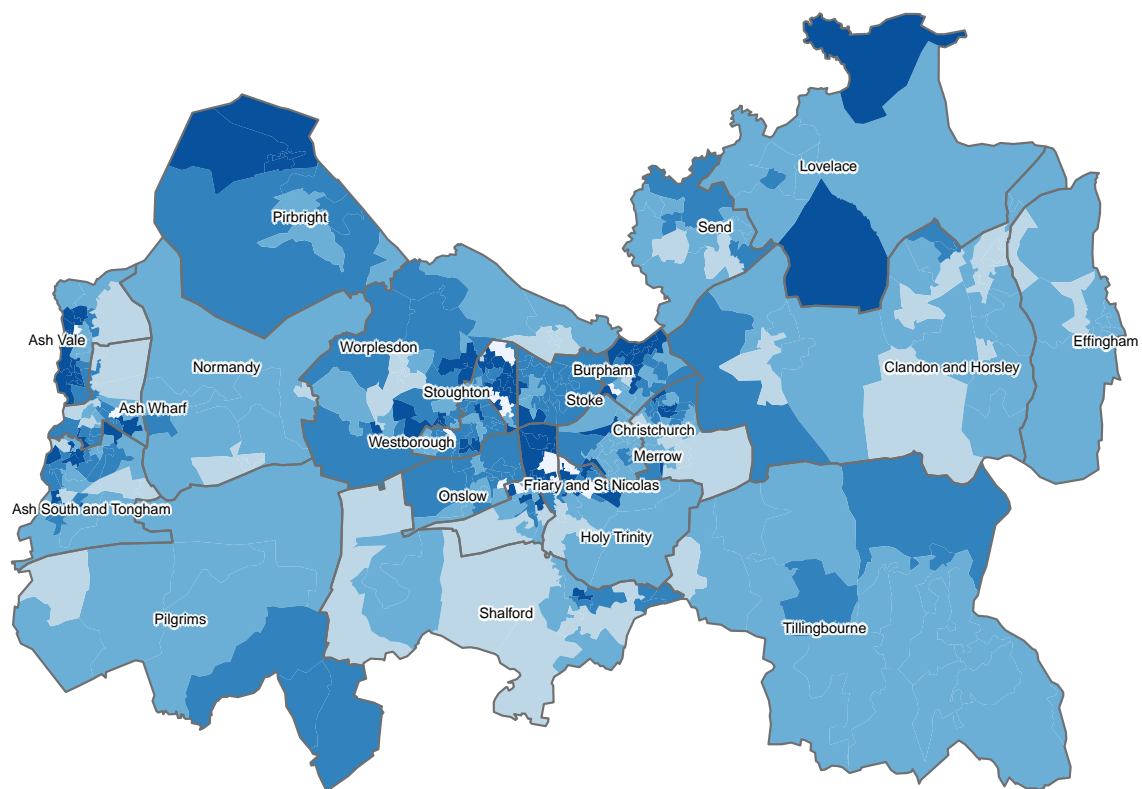 Lovelace
Pirbright
Send
Ash Vale
Effingham
Worplesdon
Normandy
Clandon and Horsley
Burpham
Stoughton
Stoke
Ash Wharf
Christchurch
Westborough
Merrow
Friary and St Nicolas
Onslow
Ash South and Tongham
Holy Trinity
Shalford
Pilgrims
Tillingbourne